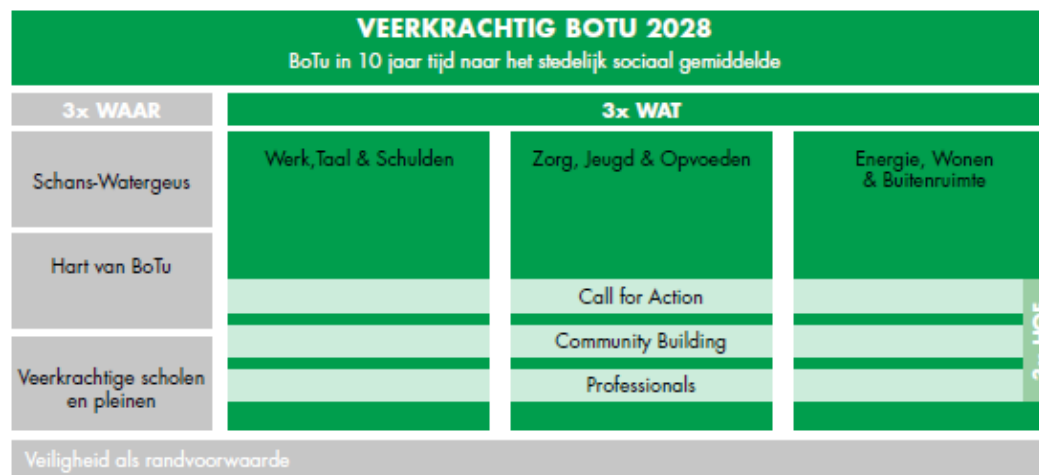 VEERKRACHTIG BOTU 2028
BoTu in 10 jaar tijd naar het stedelijk sociaal gemiddelde
3x WAAR
3x WAT
Schans-Watergeus
Hart van BoTu
Veerkrachtige scholen
en pleinen
Werk,Taal & Schulden
Zorg, Jeugd & Opvoeden
Energie, Wonen
& Buitenruimte
Call for Action
Community Building
Professionals
Veiligheid als randvoorwaarde